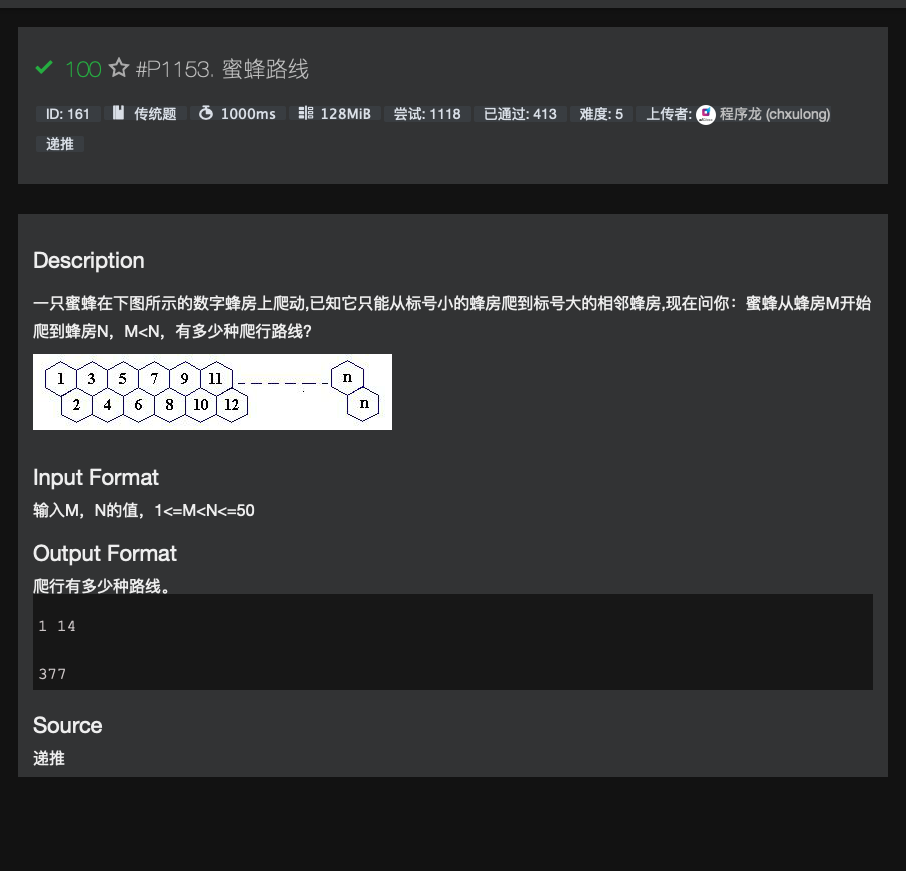 100 #P1153. 蜜蜂路线
ID: 161 传统题 1000ms 128MiB 尝试: 1118 已通过: 413 难度: 5 上传者: 程序龙 (chxulong)
递推
Description
一只蜜蜂在下图所示的数字蜂房上爬动,已知它只能从标号小的蜂房爬到标号大的相邻蜂房,现在问你：蜜蜂从蜂房M开始
爬到蜂房N，M<N，有多少种爬行路线？
1 3 5 7 9 11 n
2 4 6 8 10 12 n
Input Format
输入M，N的值，1<=M<N<=50
Output Format
爬行有多少种路线。
1 14
377
Source
递推